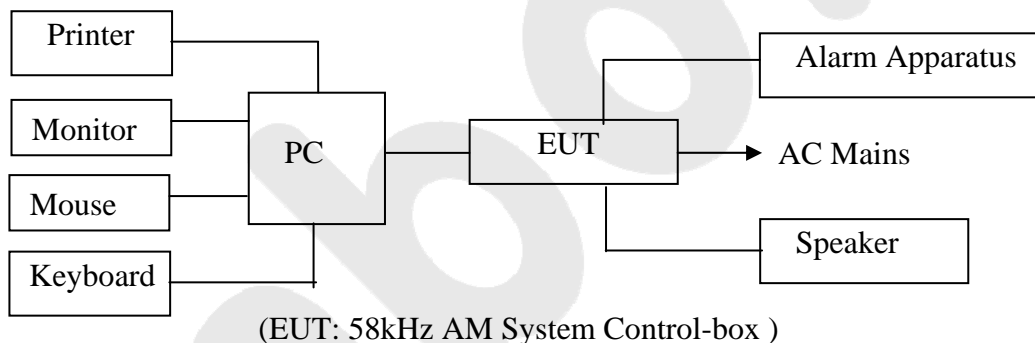 Printer
Monitor
Mouse
Keyboard
PC
EUT
Alarm Apparatus
AC Mains
Speaker
(EUT: 58kHz AM System Control-box )